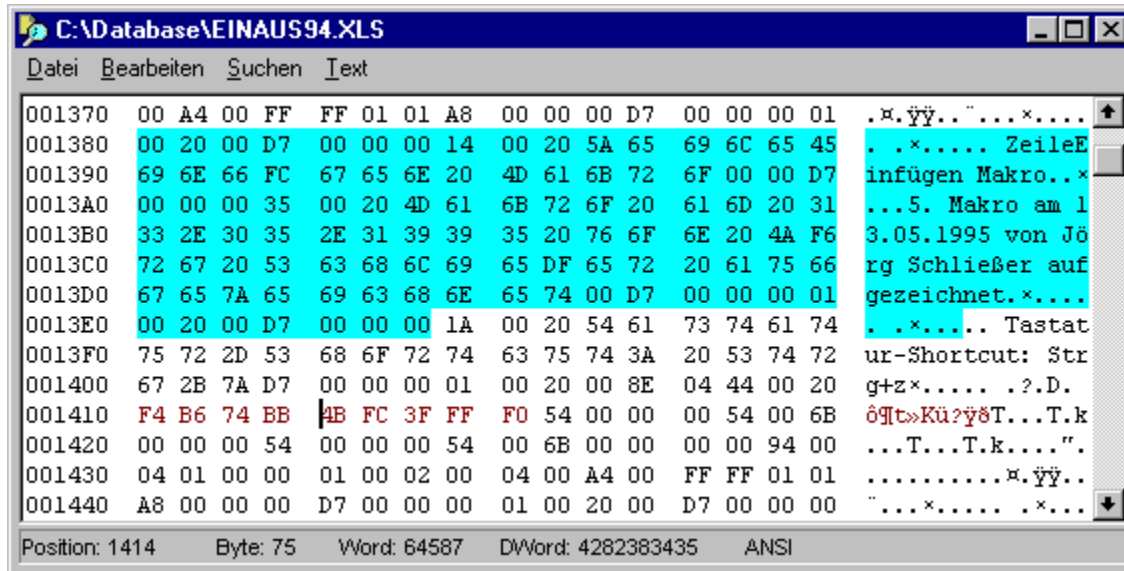 C:\Database\EINAUS94.XLS
Datei Bearbeiten Suchen Text
001370 00 A4 00 FF FF 01 01 A8 00 00 00 D7 00 00 00 01 .¤.ÿÿ..¨...×....
001380 00 20 00 D7 00 00 00 14 00 20 5A 65 69 6C 65 45 . .×..... ZeileE
001390 69 6E 66 FC 67 65 6E 20 4D 61 6B 72 6F 00 00 D7 infügen Makro..×
0013A0 00 00 00 35 00 20 4D 61 6B 72 6F 20 61 6D 20 31 ...5. Makro am 1
0013B0 33 2E 30 35 2E 31 39 39 35 20 76 6F 6E 20 4A F6 3.05.1995 von Jö
0013C0 72 67 20 53 63 68 6C 69 65 DF 65 72 20 61 75 66 rg Schließer auf
0013D0 67 65 7A 65 69 63 68 6E 65 74 00 D7 00 00 00 01 gezeichnet.×....
0013E0 00 20 00 D7 00 00 00 1A 00 20 54 61 73 74 61 74 . .×..... Tastat
0013F0 75 72 2D 53 68 6F 72 74 63 75 74 3A 20 53 74 72 ur-Shortcut: Str
001400 67 2B 7A D7 00 00 00 01 00 20 00 8E 04 44 00 20 g+z×..... .?.D. 
001410 F4 B6 74 BB 4B FC 3F FF F0 54 00 00 00 54 00 6B ô¶t»Kü?ÿðT...T.k
001420 00 00 00 54 00 00 00 54 00 6B 00 00 00 00 94 00 ...T...T.k....".
001430 04 01 00 00 01 00 02 00 04 00 A4 00 FF FF 01 01 ..........¤.ÿÿ..
001440 A8 00 00 00 D7 00 00 00 01 00 20 00 D7 00 00 00 ¨...×..... .×...
Position: 1414 Byte: 75 Word: 64587 DWord: 4282383435 ANSI